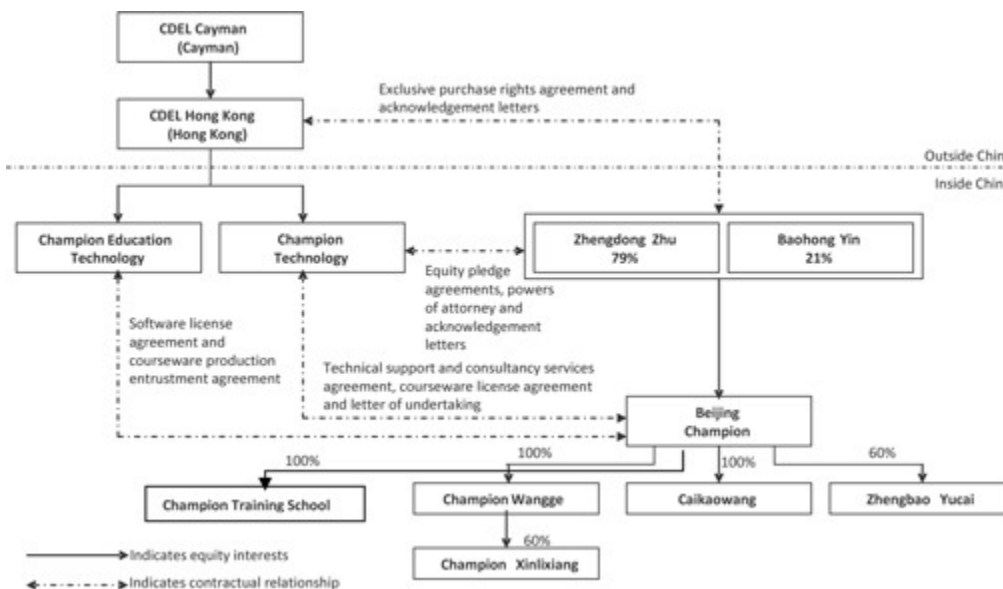 CDEL Cayman
(Cayman)
Exclusive purchase rights agreement and
acknowledgement letters
CDEL Hong Kong
(Hong Kong)
Outside Chin
Inside Chin
Champion Education
Technology
Champion
Technology
Zhengdong Zhu
79%
Baohong Yin
21%
Equity pledge
agreements, powers
of attorney and
acknowledgement
letters
Software license
agreement and
courseware production
entrustment agreement
Technical support and consultancy services
agreement, courseware license agreement
and letter of undertaking
Beijing
Champion
100%
100%
100%
60%
Champion Training School
Champion Wangge
Caikaowang
Zhengbao Yucai
60%
Champion Xinlixiang
Indicates equity interests
Indicates contractual relationship